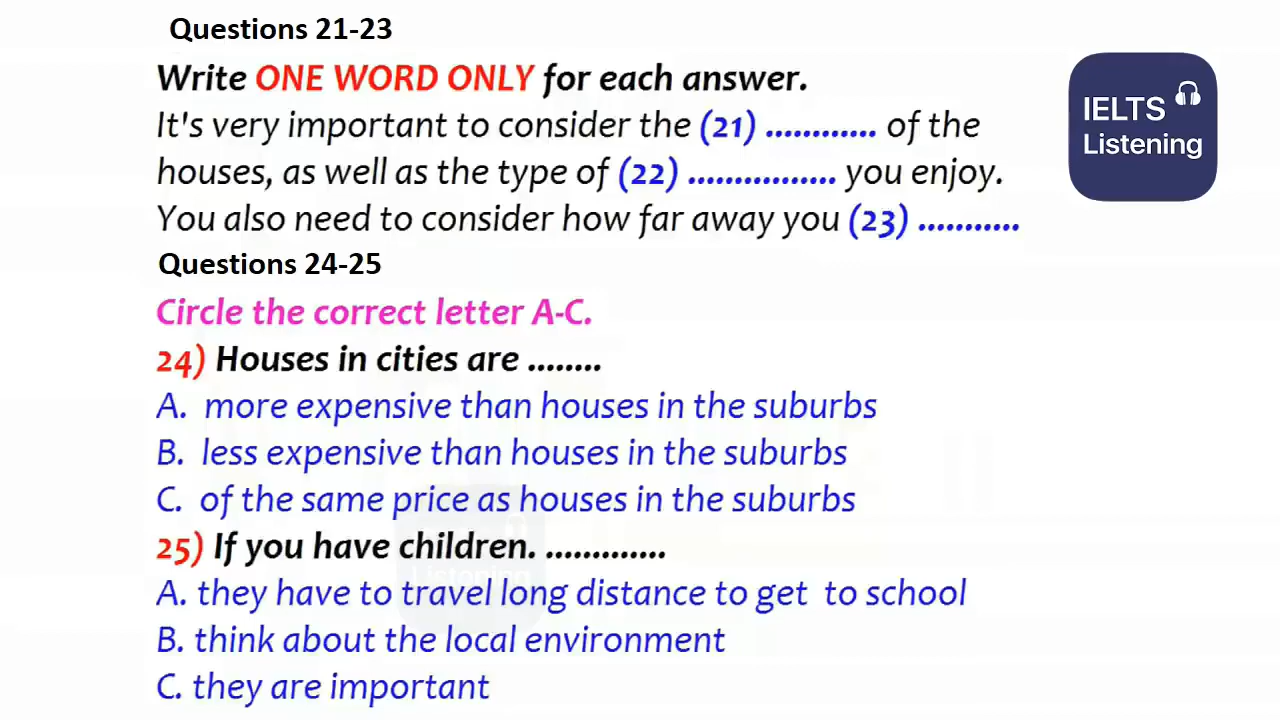 Questions 21-23
Write ONE WORD ONLY for each answer.
It's very important to consider the (21) ............ of the
houses, as well as the type of (22) ................ you enjoy.
You also need to consider how far away you (23) ...........
IELTS
Listening
Questions 24-25
Circle the correct letter A-C.
24) Houses in cities are ........
A. more expensive than houses in the suburbs
B. less expensive than houses in the suburbs
C. of the same price as houses in the suburbs
25) If you have children. .............
Listening
A. they have to travel long distance to get to school
B. think about the local environment
C. they are important